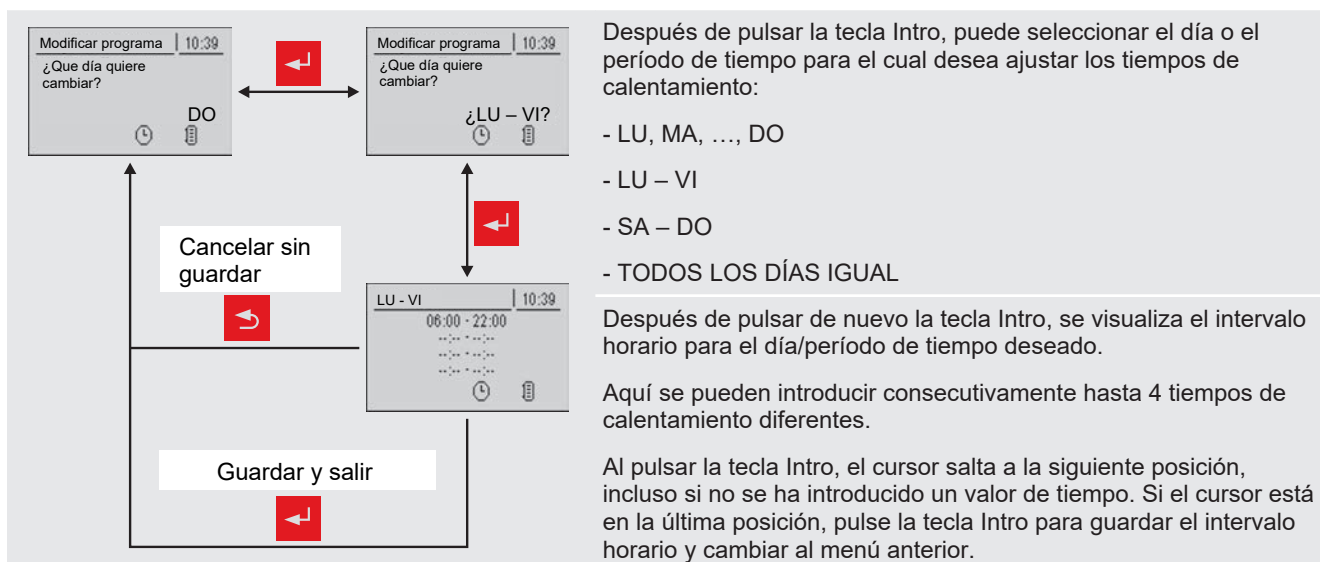 Modificar programa 10:39
¿Que día quiere
cambiar?
DO
Modificar programa 10:39
¿Que día quiere
cambiar?
¿LU – VI?
Cancelar sin
guardar
LU - VI 10:39
06:00 - 22:00
--:-- - --:--
--:-- - --:--
--:-- - --:--
Guardar y salir
Después de pulsar la tecla Intro, puede seleccionar el día o el
período de tiempo para el cual desea ajustar los tiempos de
calentamiento:
- LU, MA, …, DO
- LU – VI
- SA – DO
- TODOS LOS DÍAS IGUAL
Después de pulsar de nuevo la tecla Intro, se visualiza el intervalo
horario para el día/período de tiempo deseado.
Aquí se pueden introducir consecutivamente hasta 4 tiempos de
calentamiento diferentes.
Al pulsar la tecla Intro, el cursor salta a la siguiente posición,
incluso si no se ha introducido un valor de tiempo. Si el cursor está
en la última posición, pulse la tecla Intro para guardar el intervalo
horario y cambiar al menú anterior.